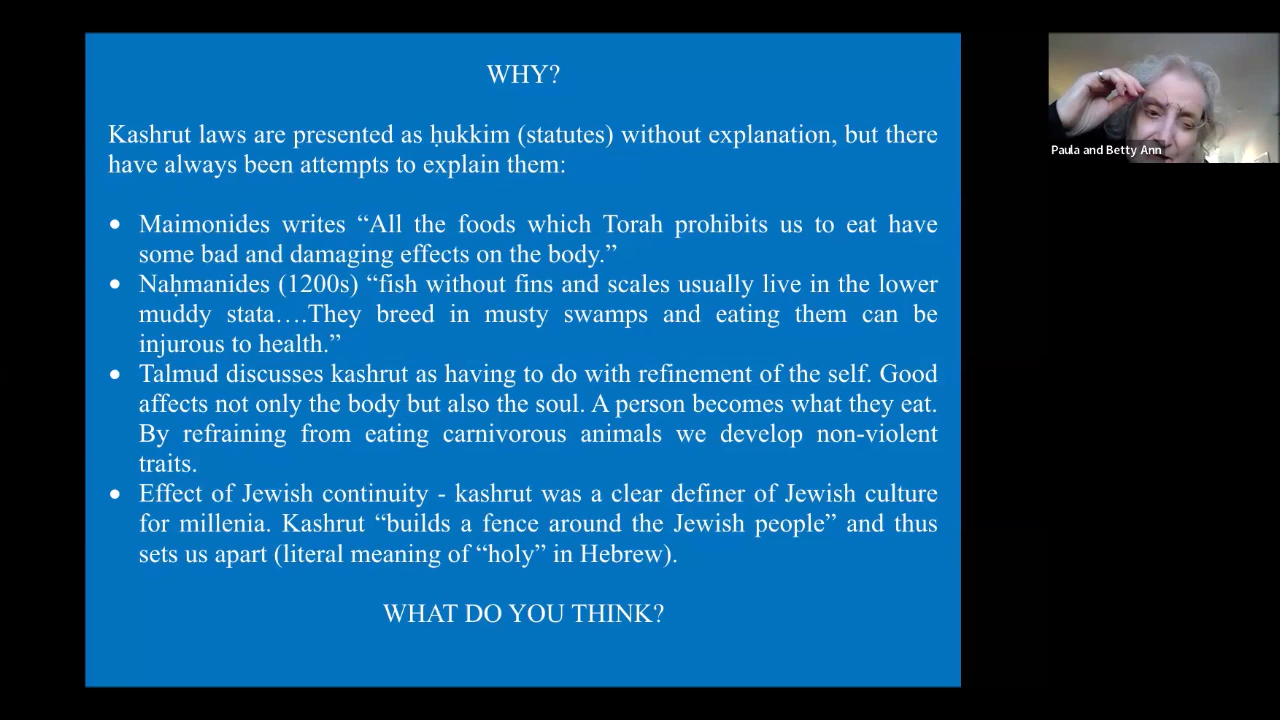 WHY?
Kashrut laws are presented as ḥukkim (statutes) without explanation, but there
have always been attempts to explain them:
• Maimonides writes “All the foods which Torah prohibits us to eat have
some bad and damaging effects on the body.”
• Naḥmanides (1200s) “fish without fins and scales usually live in the lower
muddy stata….They breed in musty swamps and eating them can be
injurious to health.”
• Talmud discusses kashrut as having to do with refinement of the self. Good
affects not only the body but also the soul. A person becomes what they eat.
By refraining from eating carnivorous animals we develop non-violent
traits.
• Effect of Jewish continuity - kashrut was a clear definer of Jewish culture
for millenia. Kashrut “builds a fence around the Jewish people” and thus
sets us apart (literal meaning of “holy” in Hebrew).
WHAT DO YOU THINK?
Paula and Betty Ann